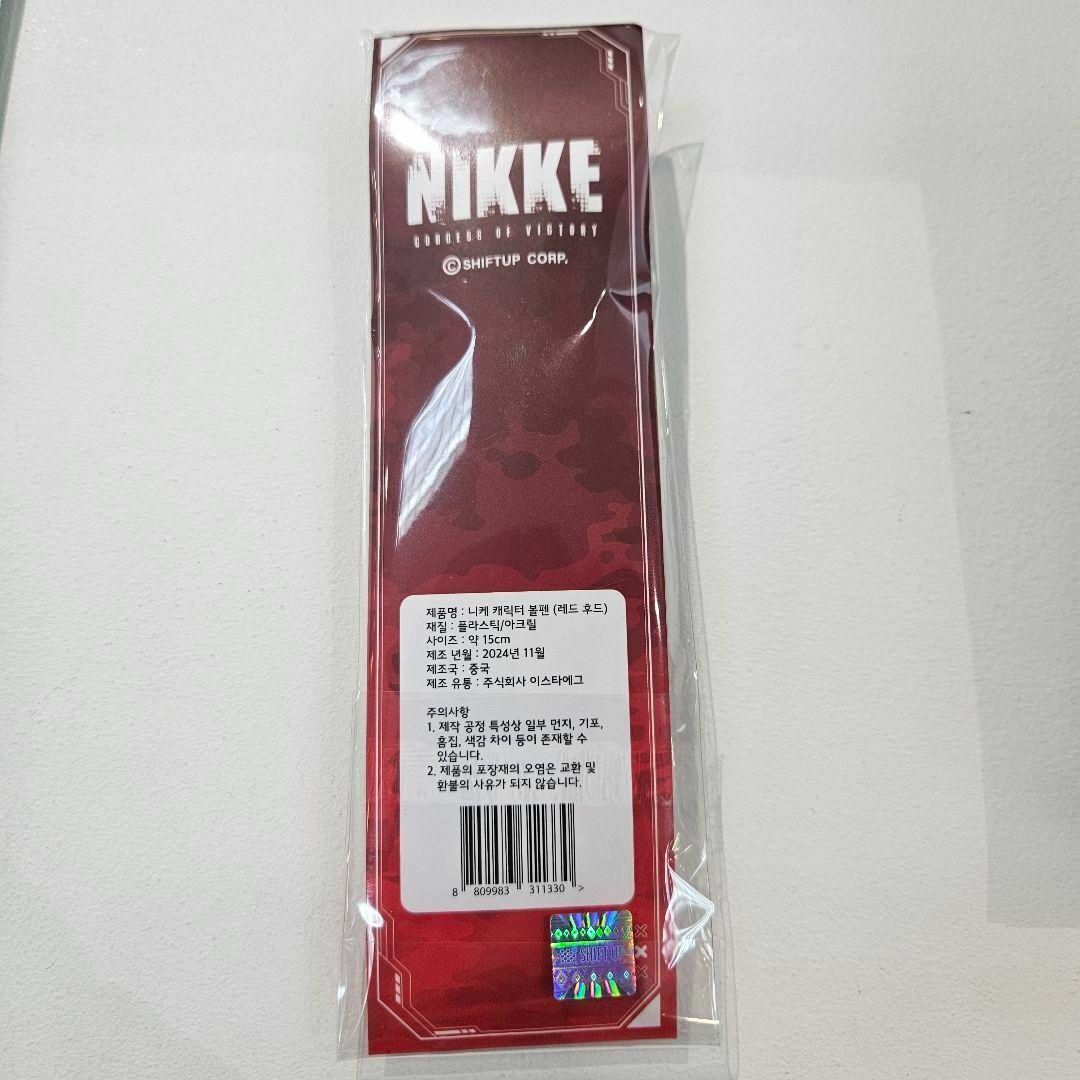 NIKKE
GODDESS OF VICTORY
©SHIFTUP CORP.
제품명 : 니케 캐릭터 볼펜 (레드 후드)
재질 : 플라스틱/아크릴
사이즈 : 약 15cm
제조 년월 : 2024년 11월
제조국 : 중국
제조 유통 : 주식회사 이스타에그
주의사항
1. 제작 공정 특성상 일부 먼지, 기포,
흠집, 색감 차이 등이 존재할 수
있습니다.
2. 제품의 포장재의 오염은 교환 및
환불의 사유가 되지 않습니다.
8 809983 311330 >
SHIFT UP